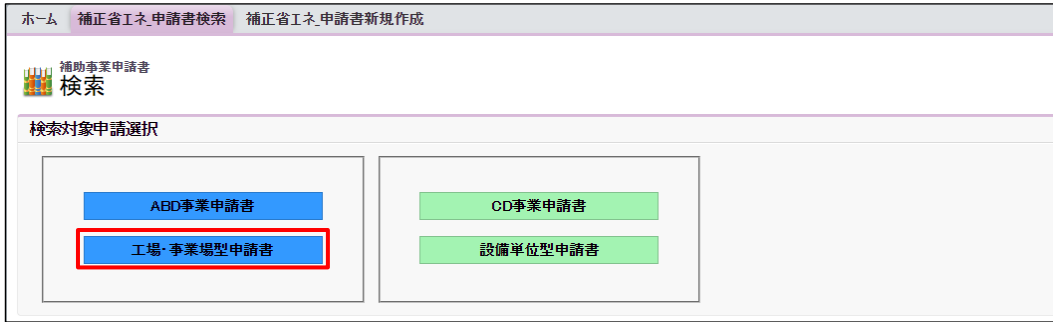 ホーム 補正省エネ_申請書検索 補正省エネ_申請書新規作成
補助事業申請書
検索
検索対象申請選択
ABD事業申請書
工場・事業場型申請書
CD事業申請書
設備単位型申請書